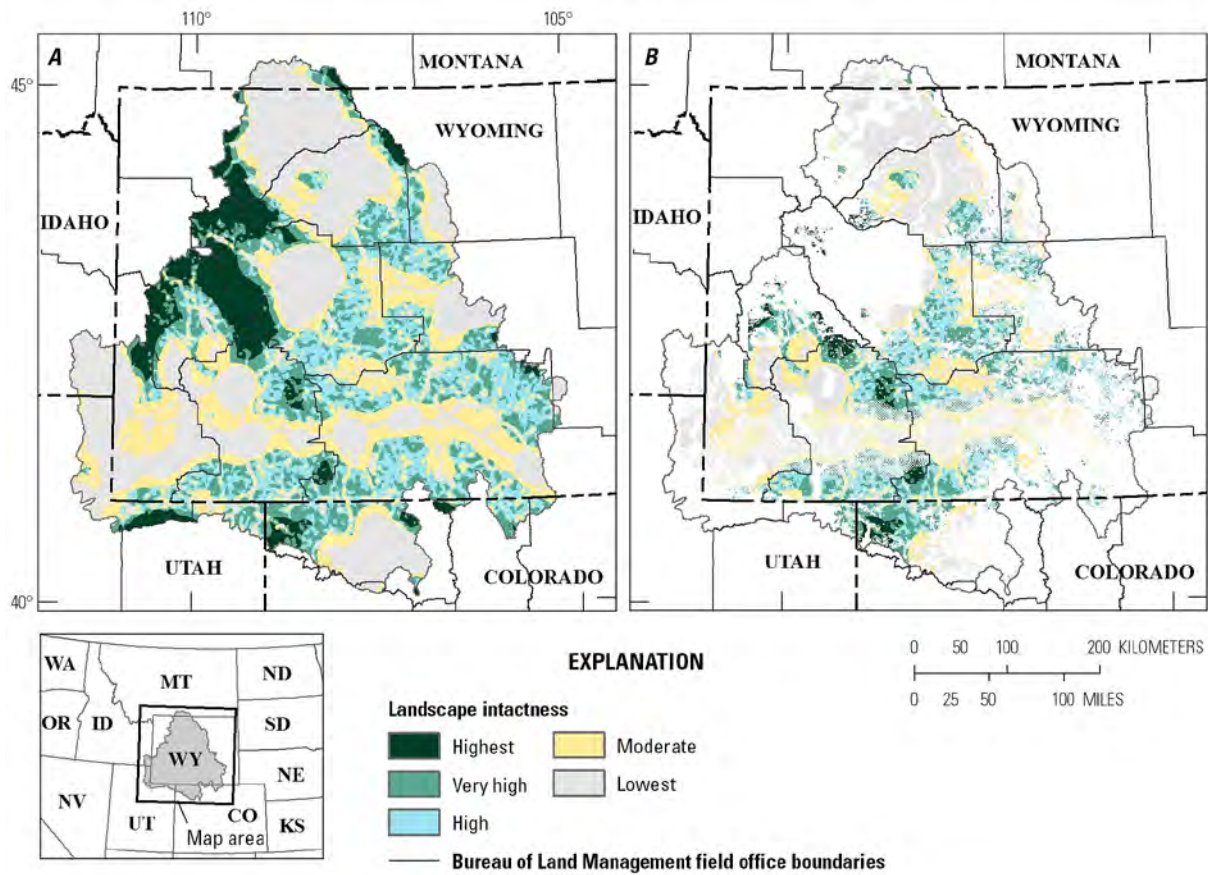 110°
105°
A
MONTANA
45°
WYOMING
IDAHO
UTAH
COLORADO
40°
B
MONTANA
WYOMING
IDAHO
UTAH
COLORADO
WA
MT
ND
OR
ID
SD
WY
NE
NV
UT
CO
KS
Map area
EXPLANATION
Landscape intactness
Highest
Very high
High
Moderate
Lowest
Bureau of Land Management field office boundaries
0 50 100 200 KILOMETERS
0 25 50 100 MILES